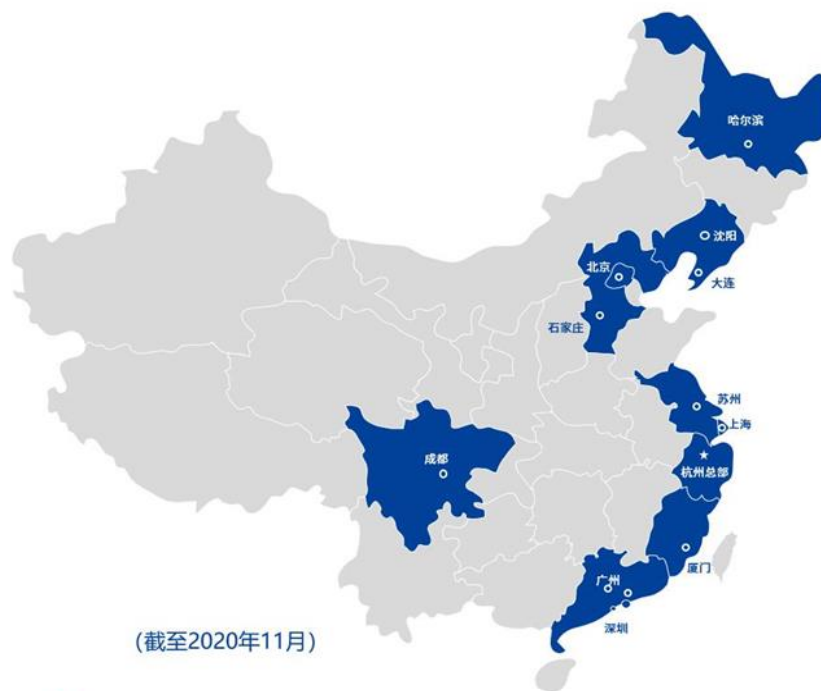 哈尔滨
沈阳
北京
大连
石家庄
苏州
上海
成都
杭州总部
厦门
广州
深圳
(截至2020年11月)